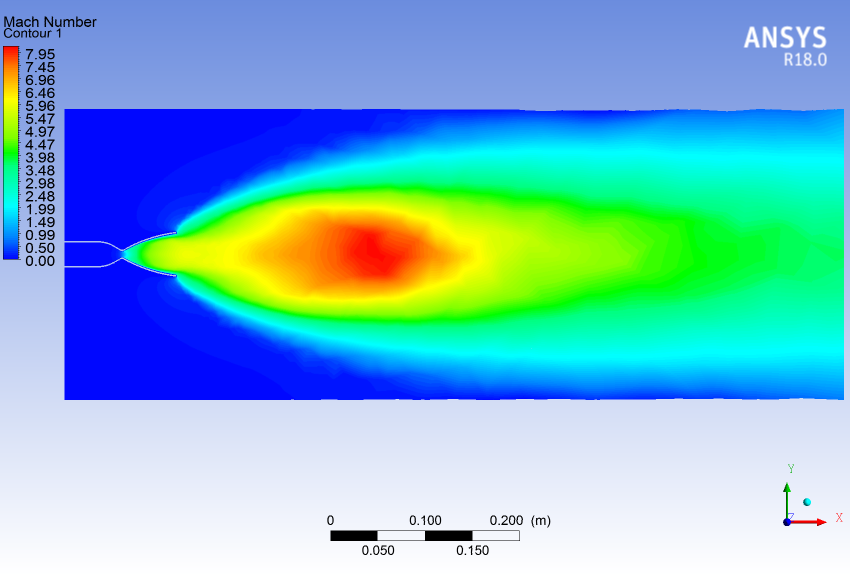 Mach Number
Contour 1
ANSYS
R18.0
7.95
7.45
6.96
6.46
5.96
5.47
4.97
4.47
3.98
3.48
2.98
2.48
1.99
1.49
0.99
0.50
0.00
Y
Z
X
0 0.100 0.200 (m)
0.050 0.150